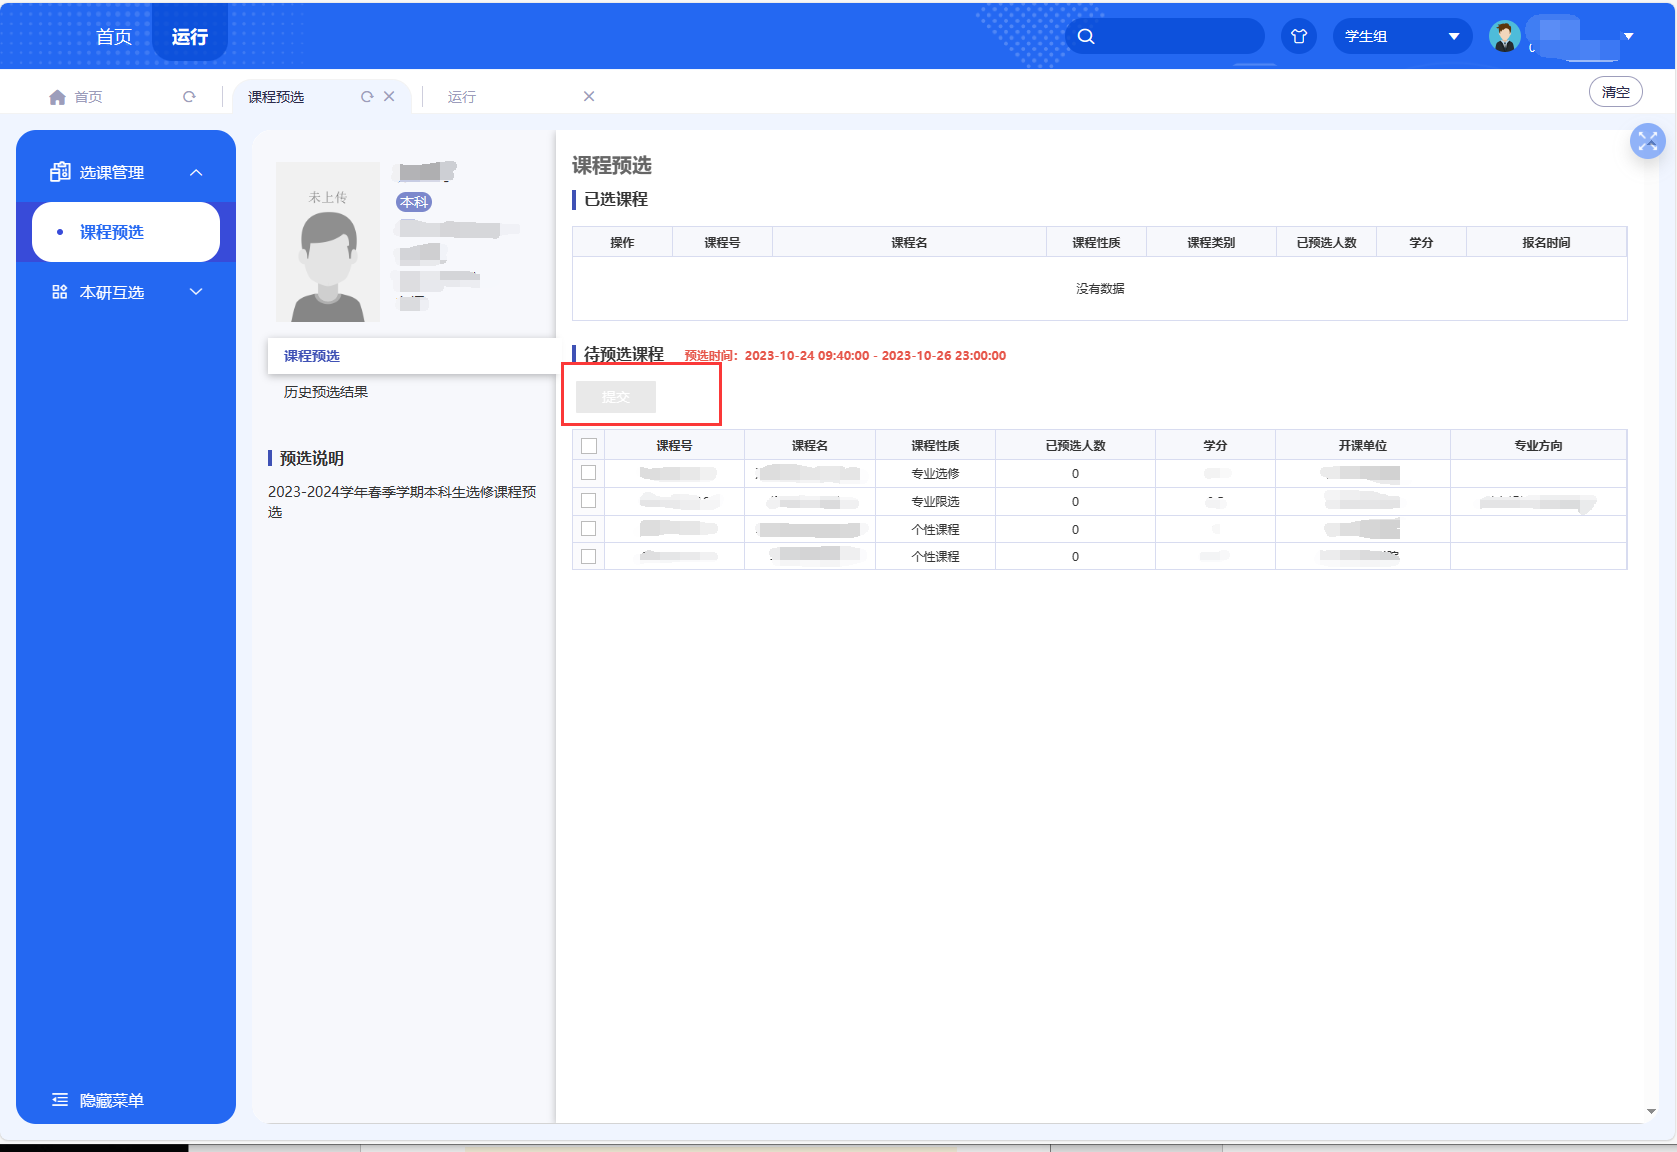 首页 运行 学生组
首页 课程预选 运行 清空
选课管理
课程预选
本研互选
隐藏菜单
未上传
本科
课程预选
历史预选结果
预选说明
2023-2024学年春季学期本科生选修课程预
选
课程预选
已选课程
操作 课程号 课程名 课程性质 课程类别 已预选人数 学分 报名时间
没有数据
待预选课程 预选时间：2023-10-24 09:40:00 - 2023-10-26 23:00:00
提交
课程号 课程名 课程性质 已预选人数 学分 开课单位 专业方向
专业选修 0
专业限选 0
个性课程 0
个性课程 0